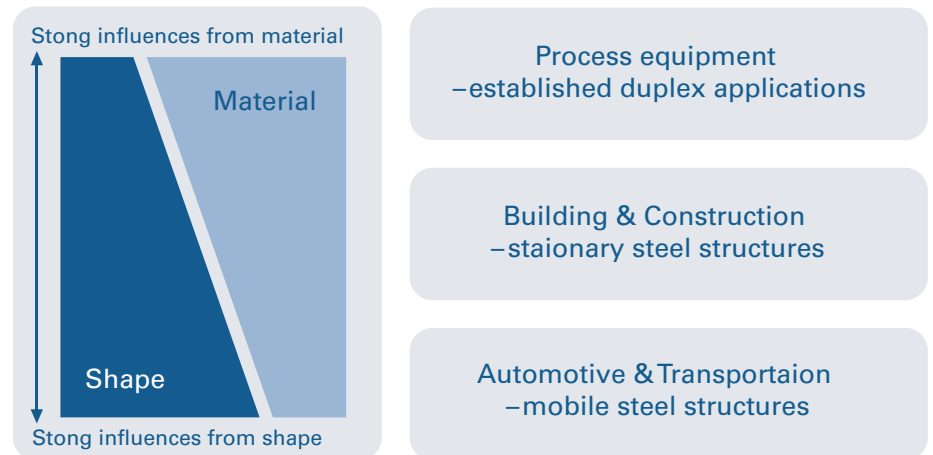 Stong influences from material
Material
Shape
Stong influences from shape
Process equipment
–established duplex applications
Building & Construction
–staionary steel structures
Automotive & Transportaion
–mobile steel structures